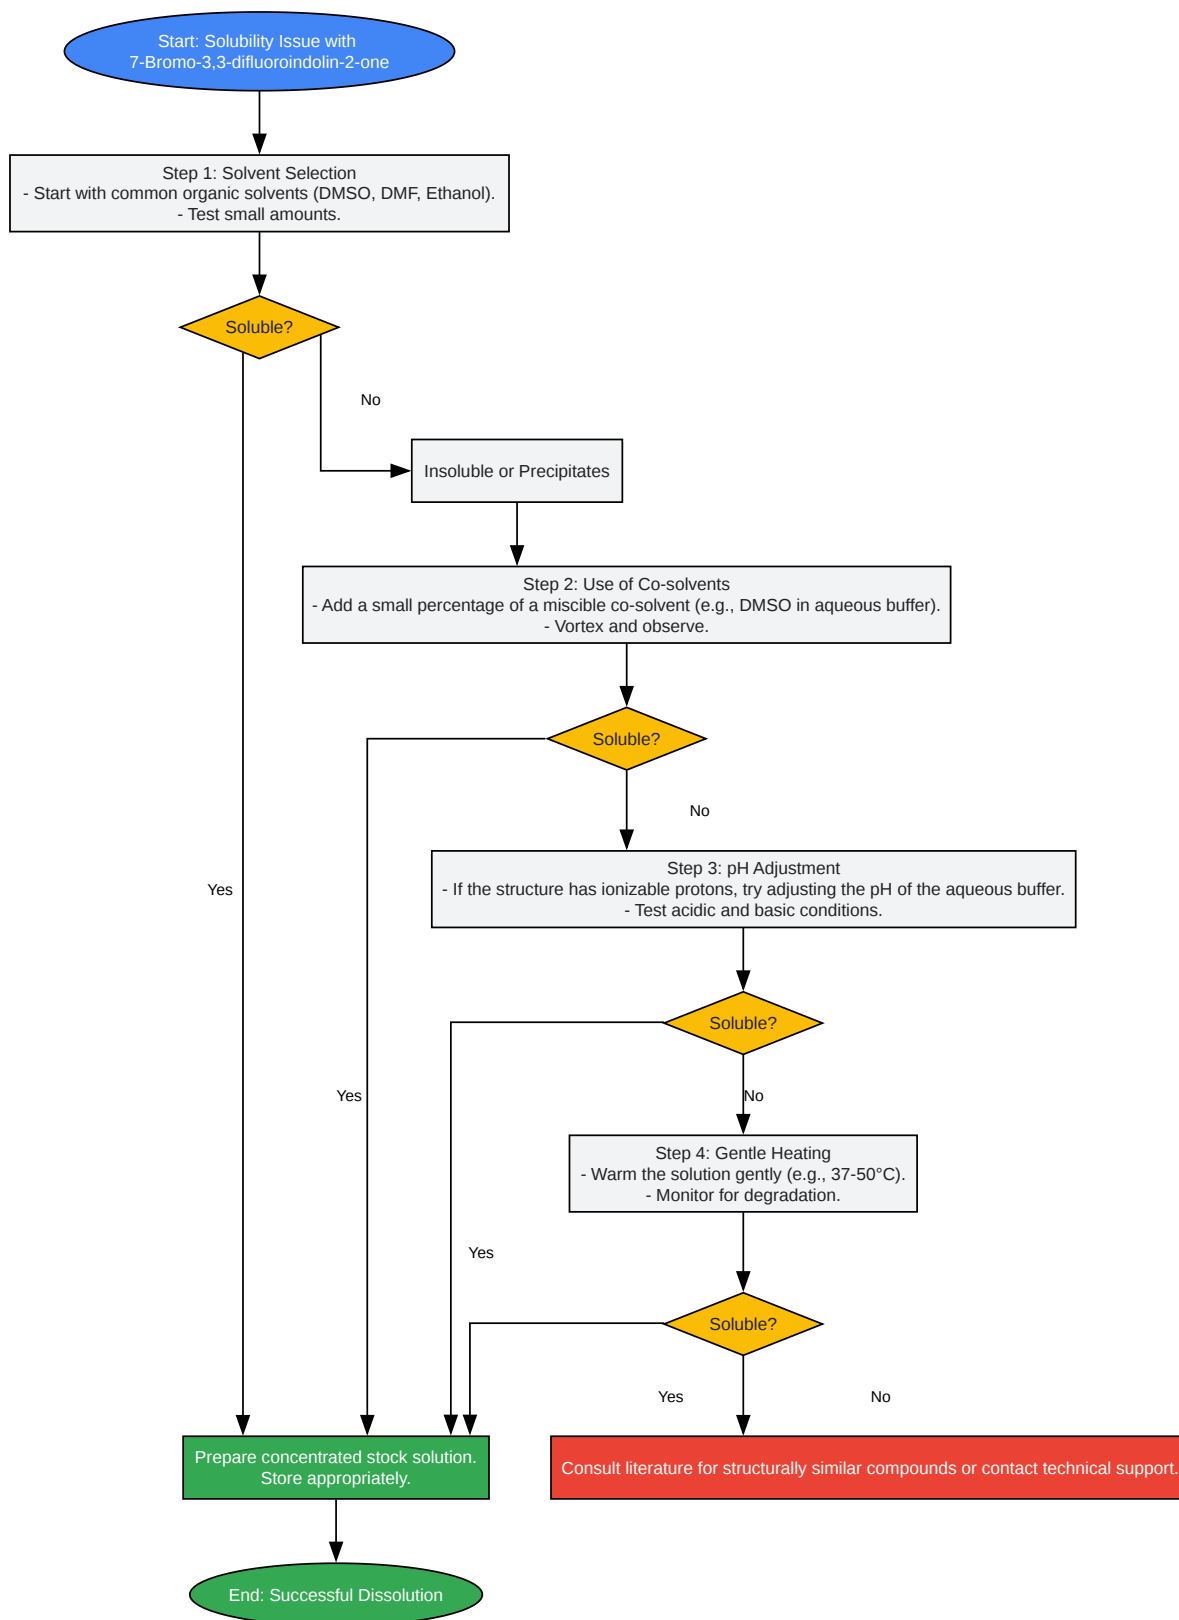 Start: Solubility Issue with
7-Bromo-3,3-difluoroindolin-2-one
Step 1: Solvent Selection
- Start with common organic solvents (DMSO, DMF, Ethanol).
- Test small amounts.
Soluble?
No
Insoluble or Precipitates
Step 2: Use of Co-solvents
- Add a small percentage of a miscible co-solvent (e.g., DMSO in aqueous buffer).
- Vortex and observe.
Soluble?
No
Step 3: pH Adjustment
- If the structure has ionizable protons, try adjusting the pH of the aqueous buffer.
- Test acidic and basic conditions.
Yes
Soluble?
Yes
No
Step 4: Gentle Heating
- Warm the solution gently (e.g., 37-50°C).
- Monitor for degradation.
Yes
Soluble?
Yes
No
Prepare concentrated stock solution.
Store appropriately.
Consult literature for structurally similar compounds or contact technical support.
End: Successful Dissolution